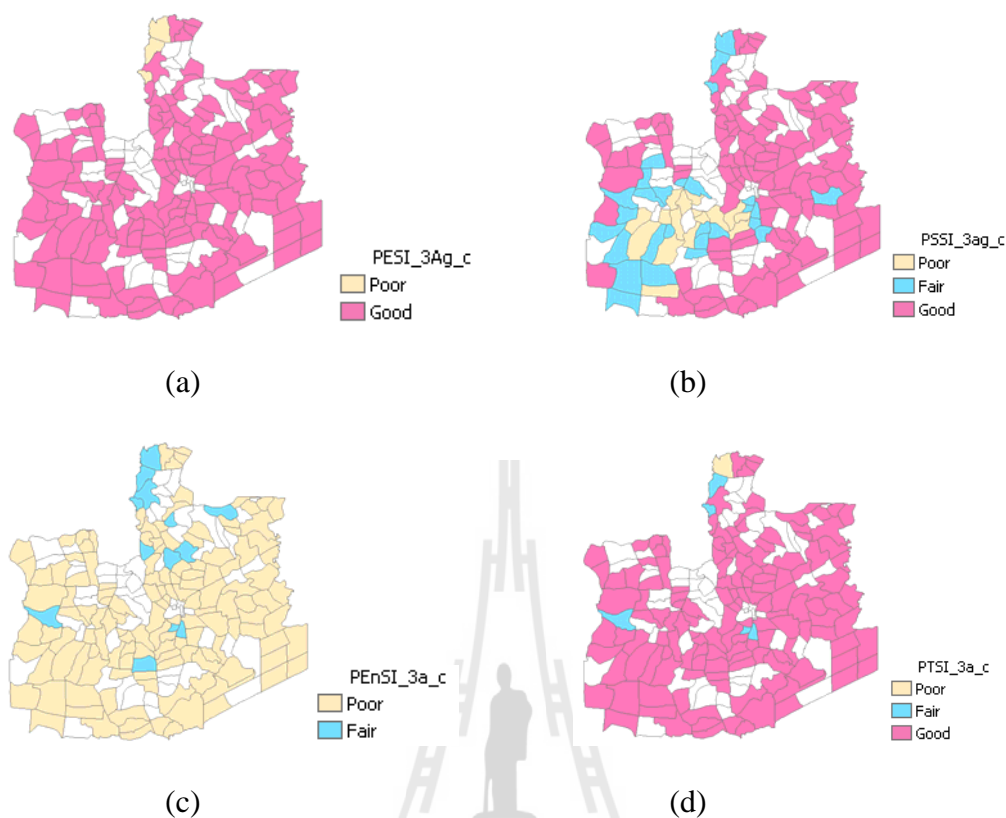 PESI_3Ag_c
Poor
Good
PSSI_3ag_c
Poor
Fair
Good
(a)
(b)
PEnSI_3a_c
Poor
Fair
PTSI_3a_c
Poor
Fair
Good
(c)
(d)